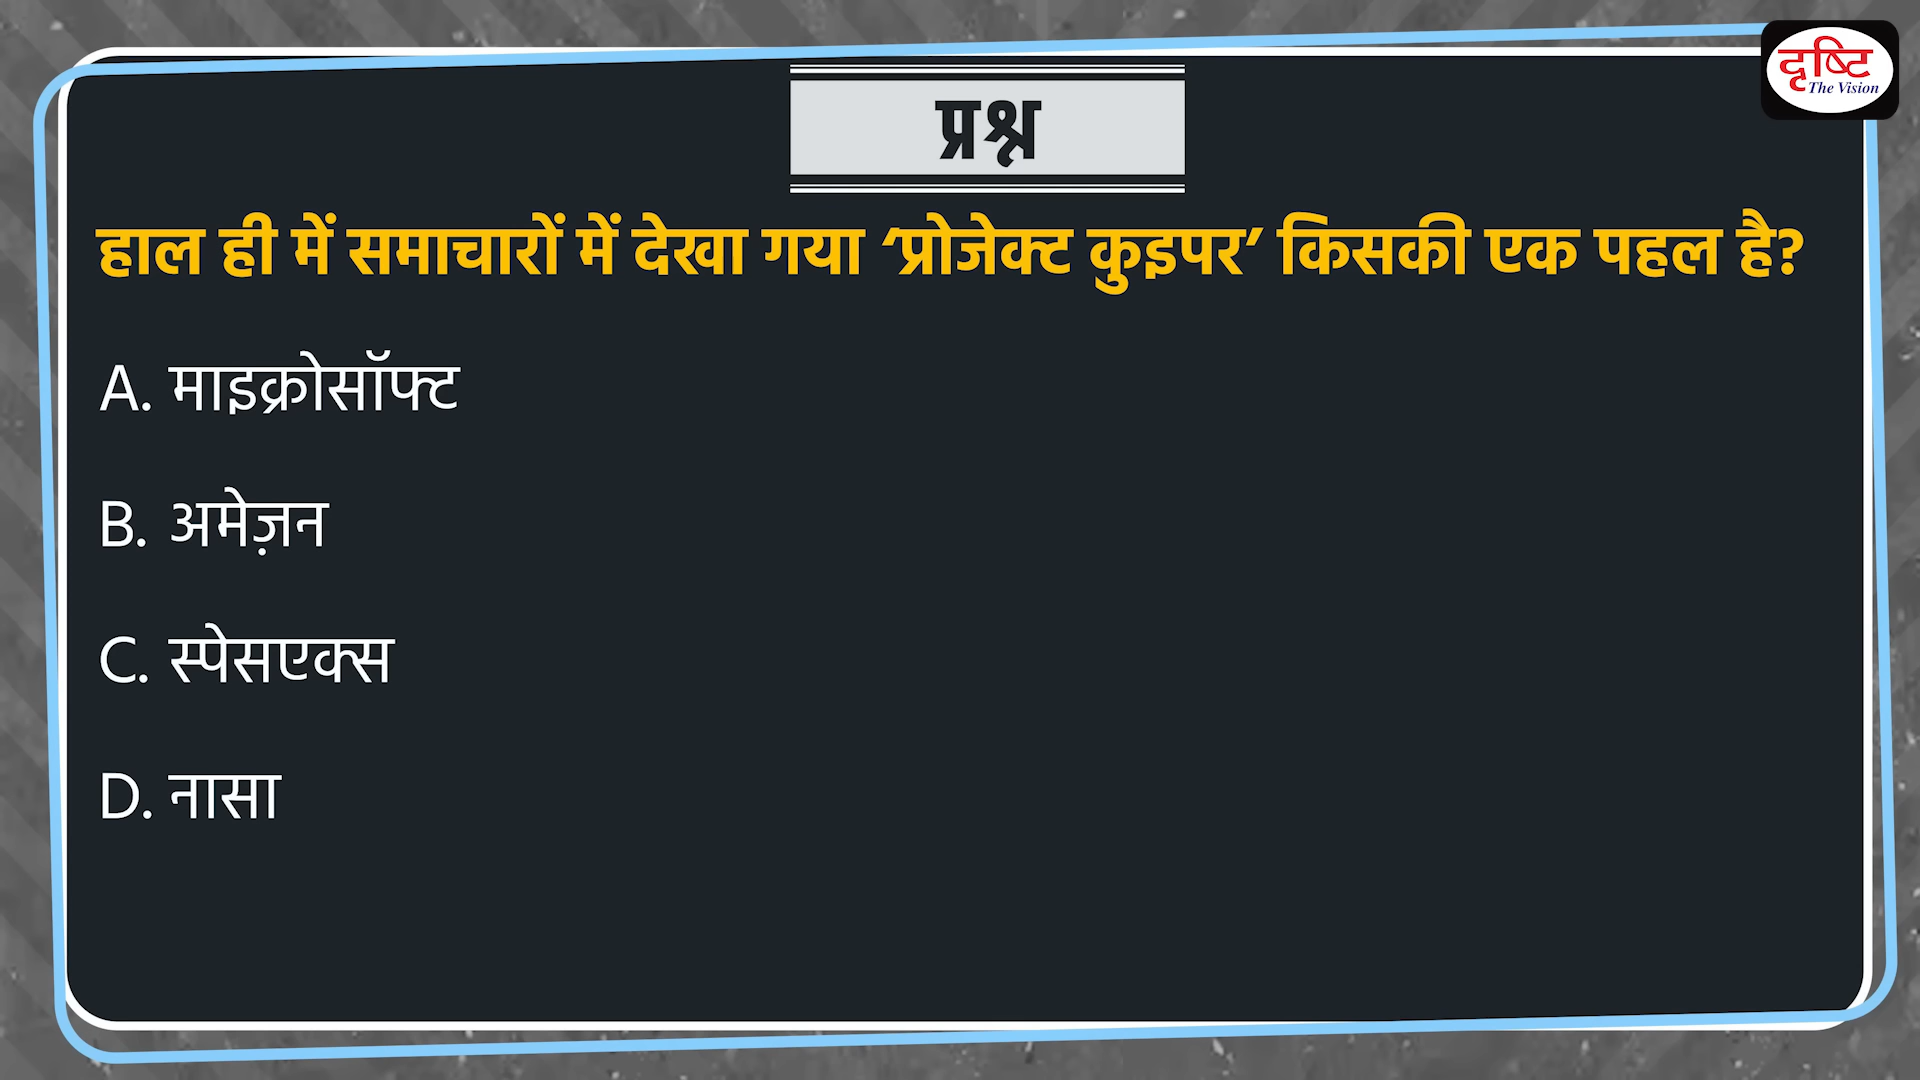 दृष्टि
The Vision
प्रश्न
हाल ही में समाचारों में देखा गया ‘प्रोजेक्ट कुइपर’ किसकी एक पहल है?
A. माइक्रोसॉफ्ट
B. अमेज़न
C. स्पेसएक्स
D. नासा